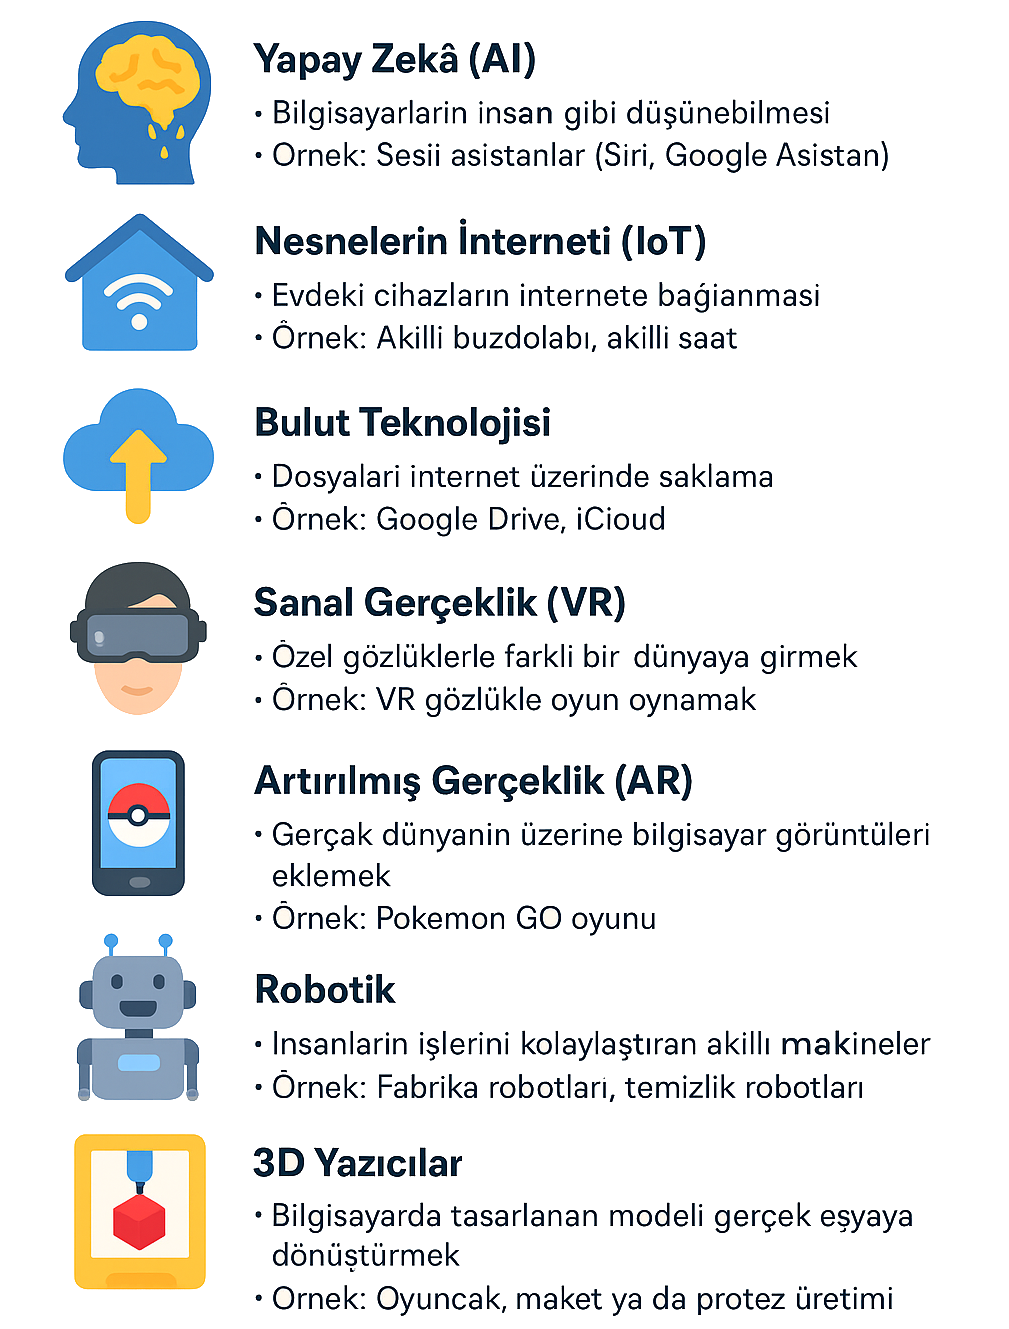 Yapay Zekâ (AI)
• Bilgisayarlarin insan gibi düşünebilmesi
• Ornek: Sesii asistanlar (Siri, Google Asistan)
Nesnelerin İnterneti (IoT)
• Evdeki cihazların internete baģianmasi
• Örnek: Akilli buzdolabı, akilli saat
Bulut Teknolojisi
• Dosyalari internet üzerinde saklama
• Örnek: Google Drive, iCioud
Sanal Gerçeklik (VR)
• Özel gözlüklerle farkli bir dünyaya girmek
• Örnek: VR gözlükle oyun oynamak
Artırılmış Gerçeklik (AR)
• Gerçak dünyanin üzerine bilgisayar görüntüleri
eklemek
• Örnek: Pokemon GO oyunu
Robotik
• Insanlarin işlerini kolaylaştıran akıllı makineler
• Örnek: Fabrika robotları, temizlik robotları
3D Yazıcılar
• Bilgisayarda tasarlanan modeli gerçek eşyaya
dönüştürmek
• Ornek: Oyuncak, maket ya da protez üretimi